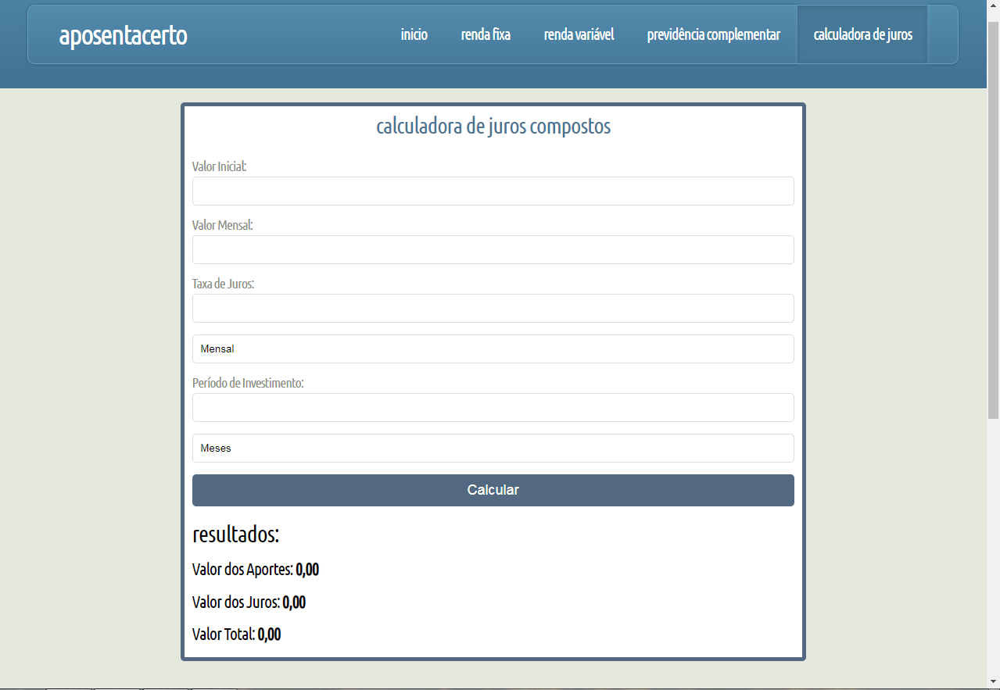 aposentacerto
inicio
renda fixa
renda variável
previdência complementar
calculadora de juros
calculadora de juros compostos
Valor Inicial:
Valor Mensal:
Taxa de Juros:
Mensal
Período de Investimento:
Meses
Calcular
resultados:
Valor dos Aportes: 0,00
Valor dos Juros: 0,00
Valor Total: 0,00